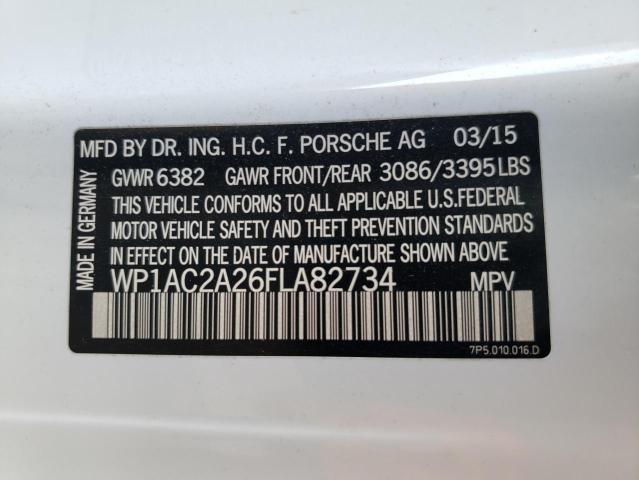 MFD BY DR. ING. H.C. F. PORSCHE AG 03/15
GVWR 6382 GAWR FRONT/REAR 3086/3395 LBS
THIS VEHICLE CONFORMS TO ALL APPLICABLE U.S.FEDERAL
MOTOR VEHICLE SAFETY AND THEFT PREVENTION STANDARDS
IN EFFECT ON THE DATE OF MANUFACTURE SHOWN ABOVE
WP1AC2A26FLA82734 MPV
7P5.010.016.D
MADE IN GERMANY